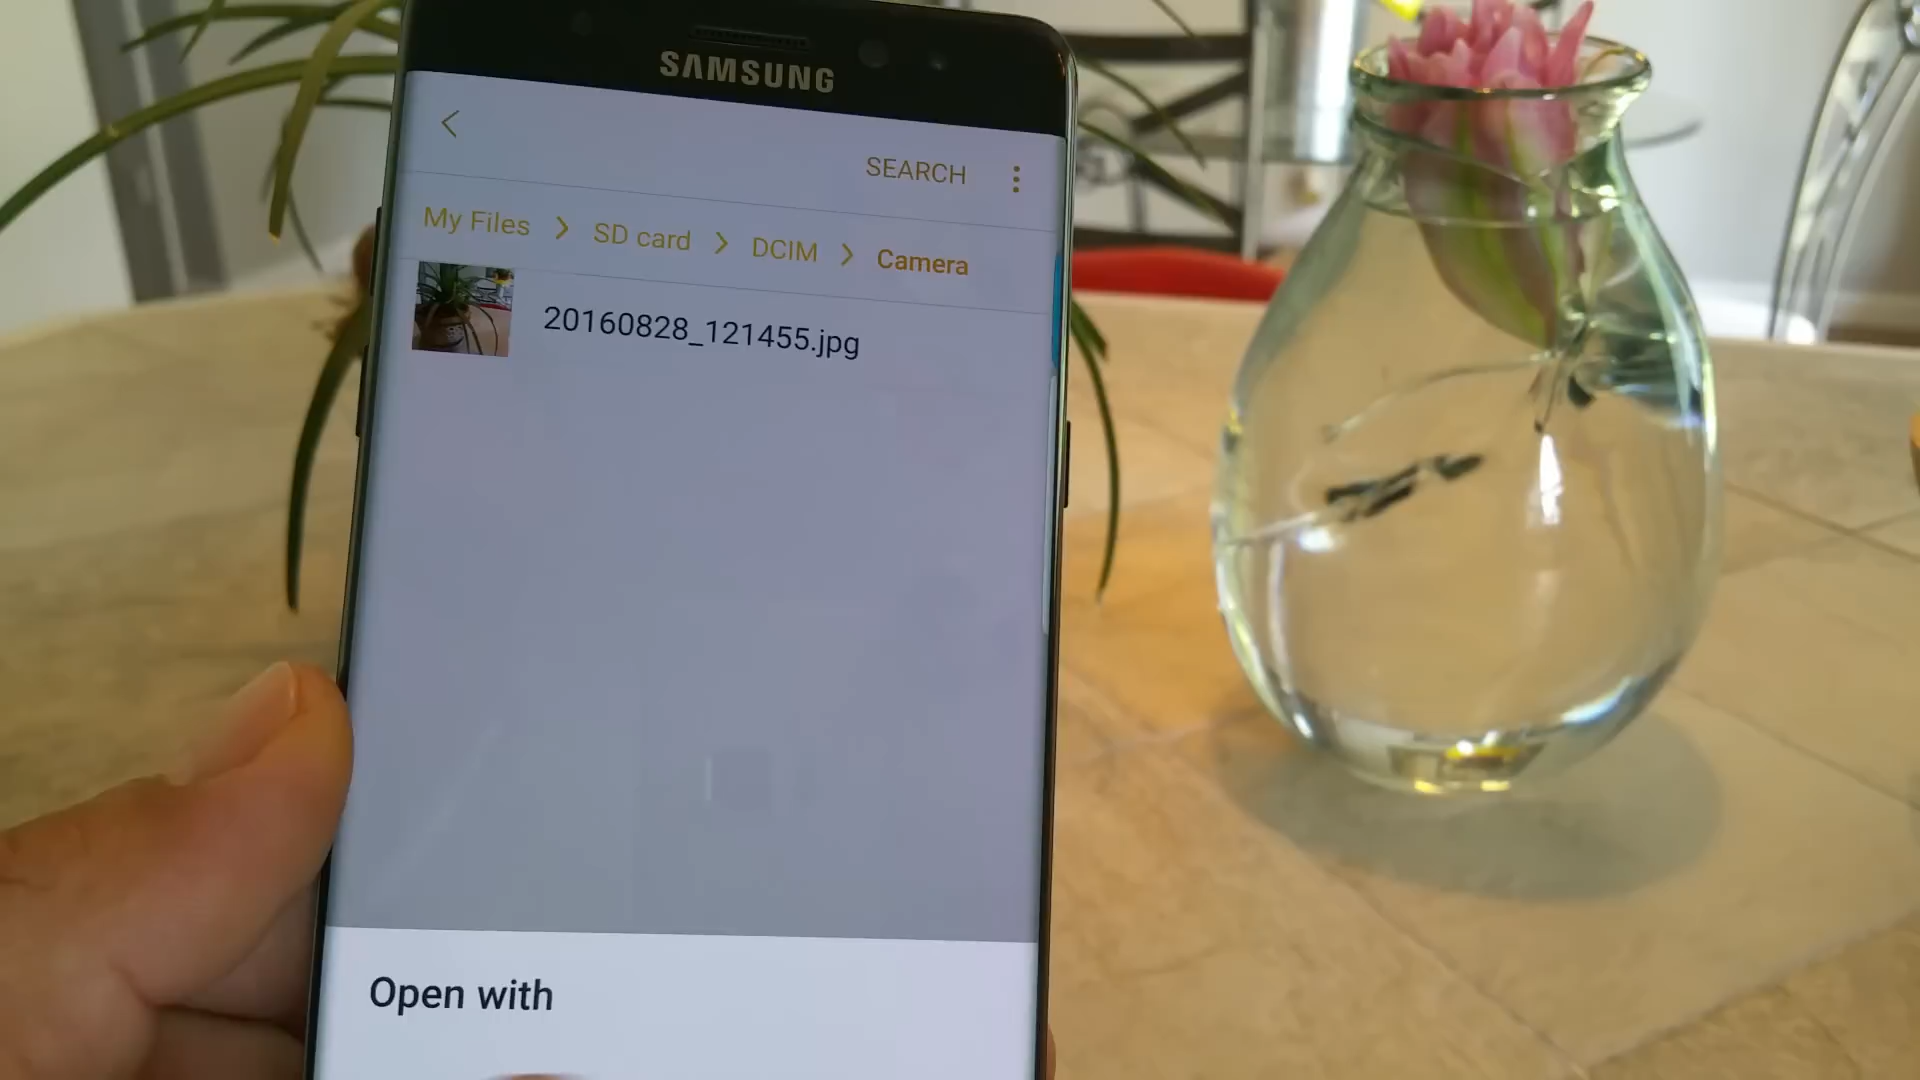 SAMSUNG
SEARCH
My Files > SD card > DCIM > Camera
20160828_121455.jpg
Open with